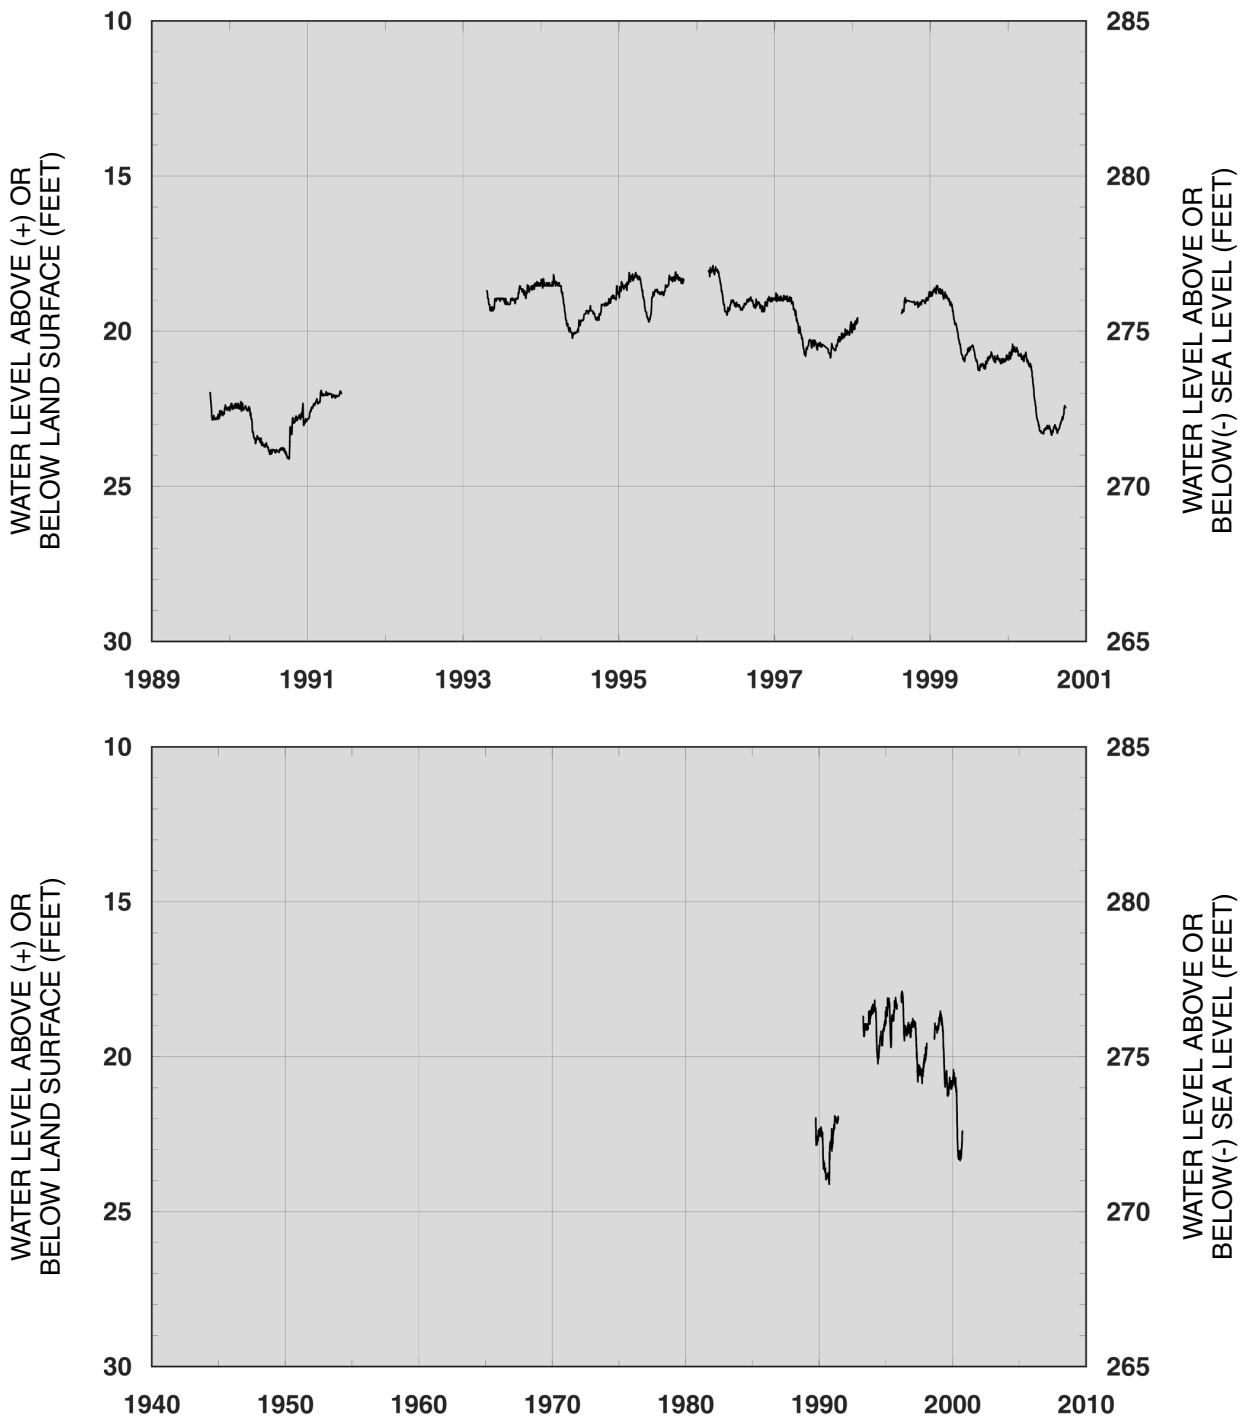 WATER LEVEL ABOVE (+) OR
BELOW LAND SURFACE (FEET)
10
15
20
25
30
285
280
275
270
265
WATER LEVEL ABOVE OR
BELOW(-) SEA LEVEL (FEET)
1989 1991 1993 1995 1997 1999 2001
WATER LEVEL ABOVE (+) OR
BELOW LAND SURFACE (FEET)
10
15
20
25
30
285
280
275
270
265
WATER LEVEL ABOVE OR
BELOW(-) SEA LEVEL (FEET)
1940 1950 1960 1970 1980 1990 2000 2010